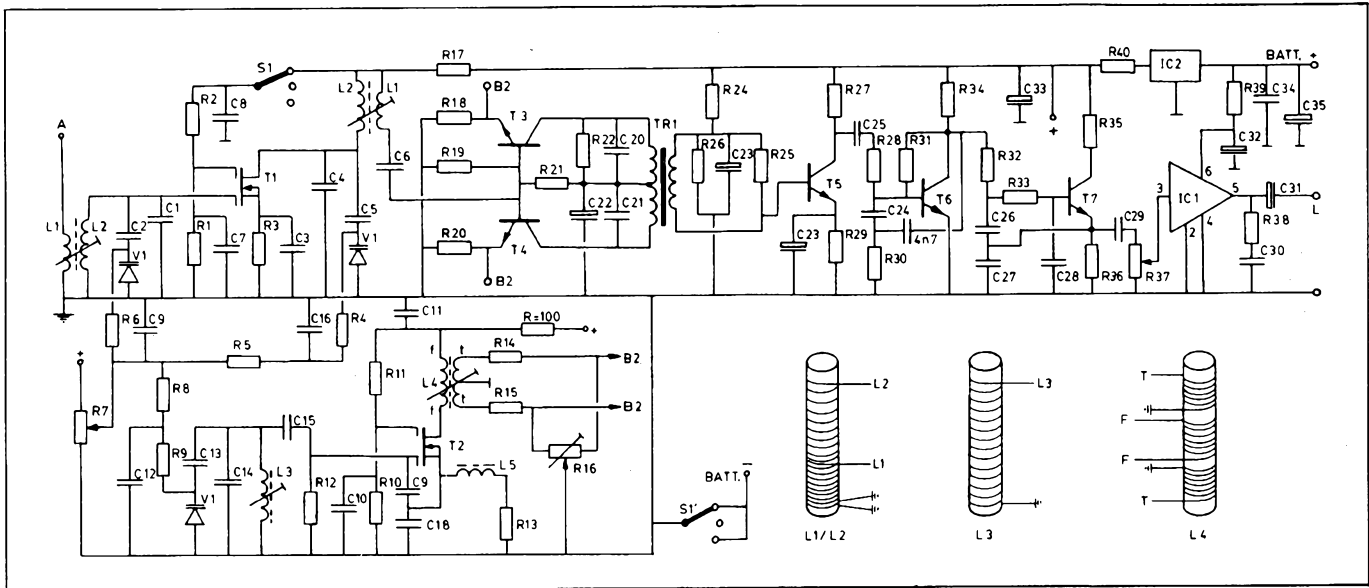 S1 R17 R40 IC2 BATT. +
A R2 C8 L2 L1 R18 B2 T3 R24 R27 R34 C33 + R35 R39 C34 C35
C6 R19 R21 R22 C20 TR1 R26 C23 R25 C25 R28 R31 R32 C32
T1 C4 C22 C21 T5 T6 R33 T7 6
L1 L2 C2 C1 R1 C7 R3 C3 C5 R20 T4 C23 R29 C24 4n7 C26 C29 3 IC1 5 C31 L
V1 V1 B2 R30 C27 C28 R36 R37 2 4 R38 C30
R6 C9 C16 R4 C11 R=100 +
+ R5 R11 f t R14 B2
R7 R8 L4 R15 B2 L2 L3 T
C15 f t F
C12 R9 C13 C14 L3 T2 R16 L1 F
V1 R12 C10 R10 C9 L5 BATT. - T
C18 R13 S1'
L1/L2 L3 L4